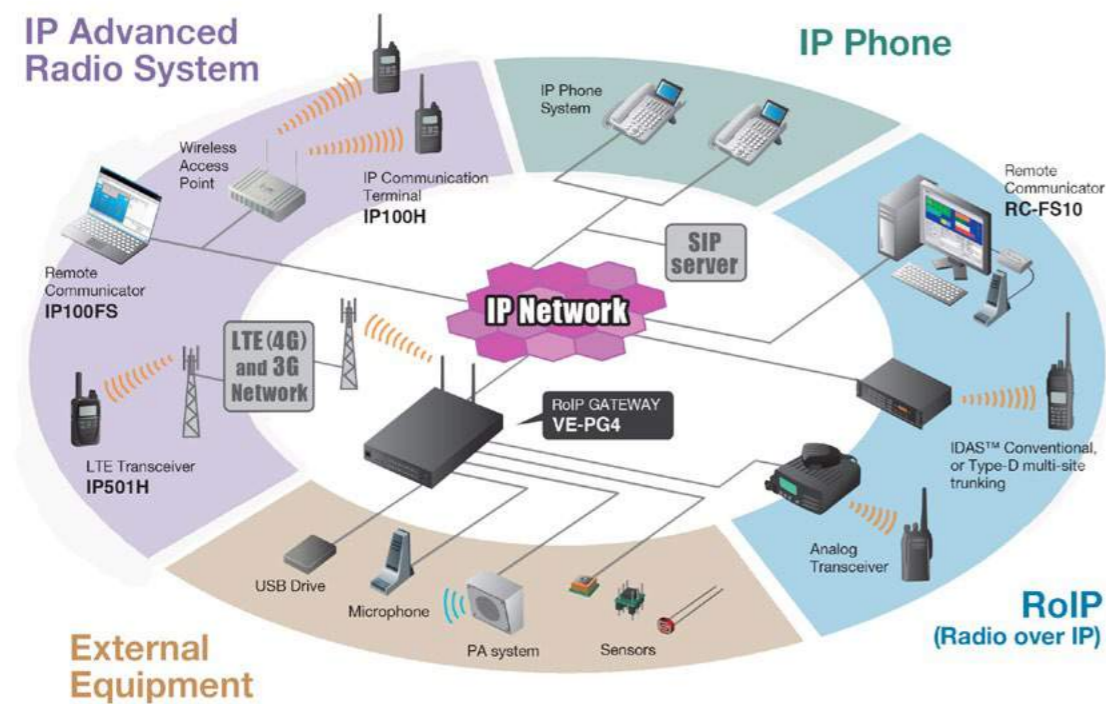 IP Advanced
Radio System
IP Phone
IP Phone
System
Wireless
Access
Point
IP Communication
Terminal
IP100H
Remote
Communicator
RC-FS10
SIP
server
Remote
Communicator
IP100FS
IP Network
LTE (4G)
and 3G
Network
RoIP GATEWAY
VE-PG4
LTE Transceiver
IP501H
IDAS™ Conventional,
or Type-D multi-site
trunking
Analog
Transceiver
USB Drive
Microphone
PA system
Sensors
RoIP
(Radio over IP)
External
Equipment